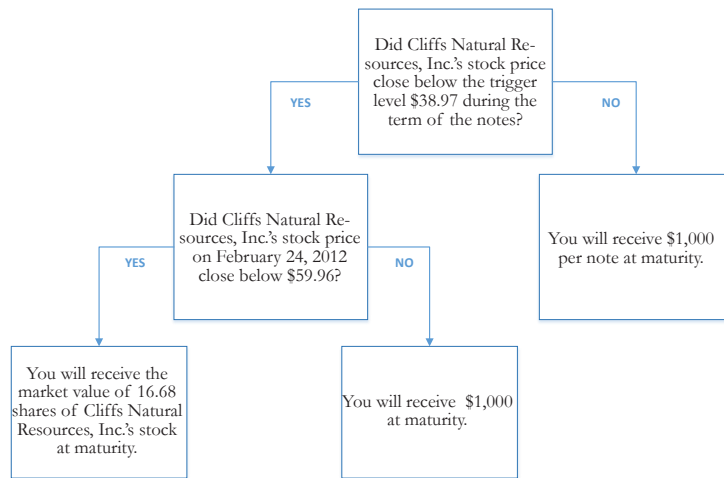 Did Cliffs Natural Re-
sources, Inc.'s stock price
close below the trigger
level $38.97 during the
term of the notes?
YES
NO
Did Cliffs Natural Re-
sources, Inc.'s stock price
on February 24, 2012
close below $59.96?
You will receive $1,000
per note at maturity.
YES
NO
You will receive the
market value of 16.68
shares of Cliffs Natural
Resources, Inc.'s stock
at maturity.
You will receive $1,000
at maturity.